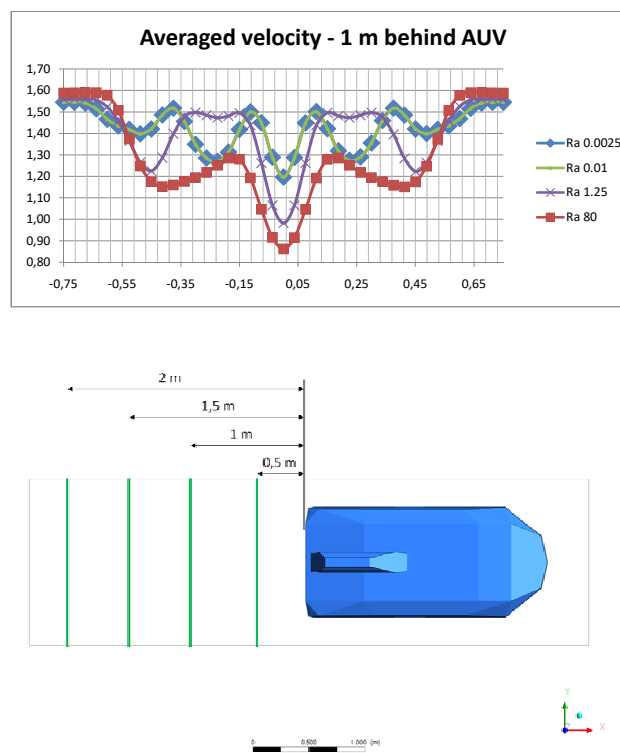 Averaged velocity - 1 m behind AUV
1,70
1,60
1,50
1,40
1,30
1,20
1,10
1,00
0,90
0,80
-0,75 -0,55 -0,35 -0,15 0,05 0,25 0,45 0,65
Ra 0.0025
Ra 0.01
Ra 1.25
Ra 80
2 m
1,5 m
1 m
0,5 m
Y
X
0. 0.500 1.000 (m)